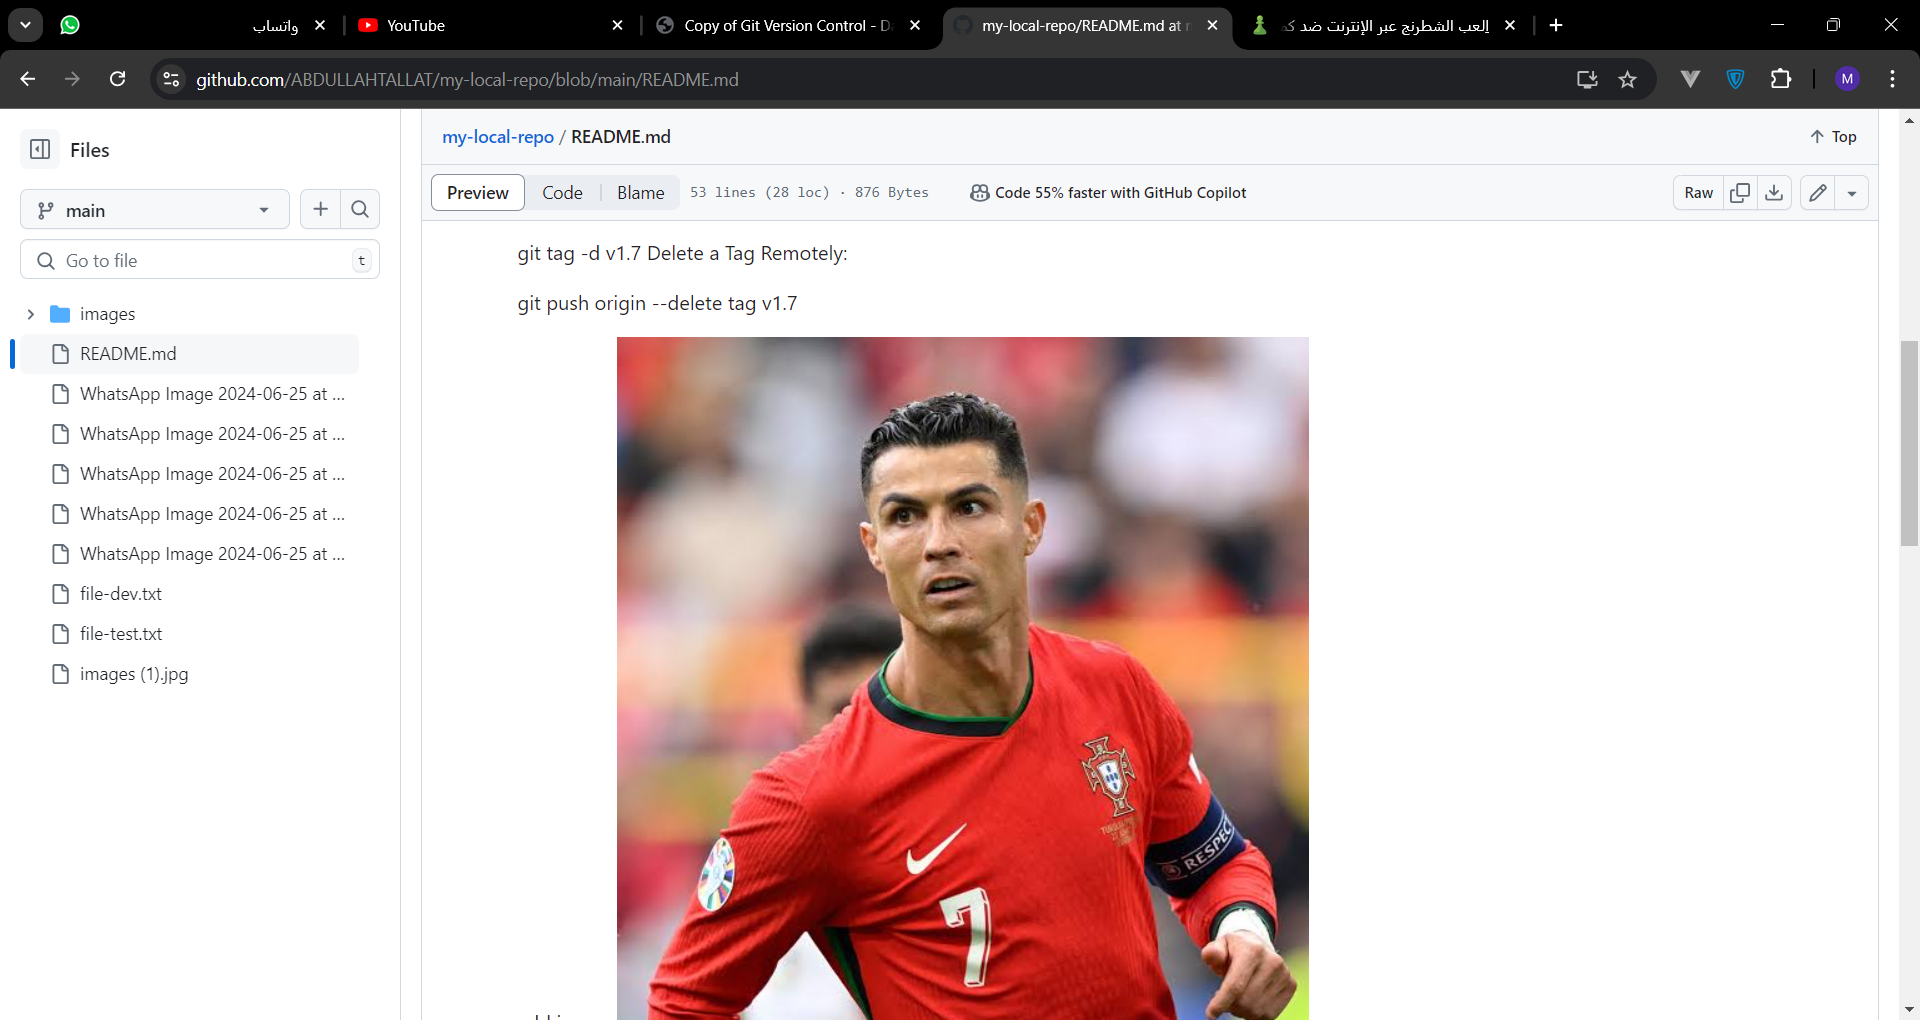 واتساب
YouTube
Copy of Git Version Control - Da
my-local-repo/README.md at m
إلعب الشطرنج عبر الإنترنت ضد كم
github.com/ABDULLAHTALLAT/my-local-repo/blob/main/README.md
M
Files
main
Go to file
t
images
README.md
WhatsApp Image 2024-06-25 at ...
WhatsApp Image 2024-06-25 at ...
WhatsApp Image 2024-06-25 at ...
WhatsApp Image 2024-06-25 at ...
WhatsApp Image 2024-06-25 at ...
file-dev.txt
file-test.txt
images (1).jpg
my-local-repo / README.md
Top
Preview Code Blame 53 lines (28 loc) · 876 Bytes Code 55% faster with GitHub Copilot Raw
git tag -d v1.7 Delete a Tag Remotely:
git push origin --delete tag v1.7
RESPECT
7